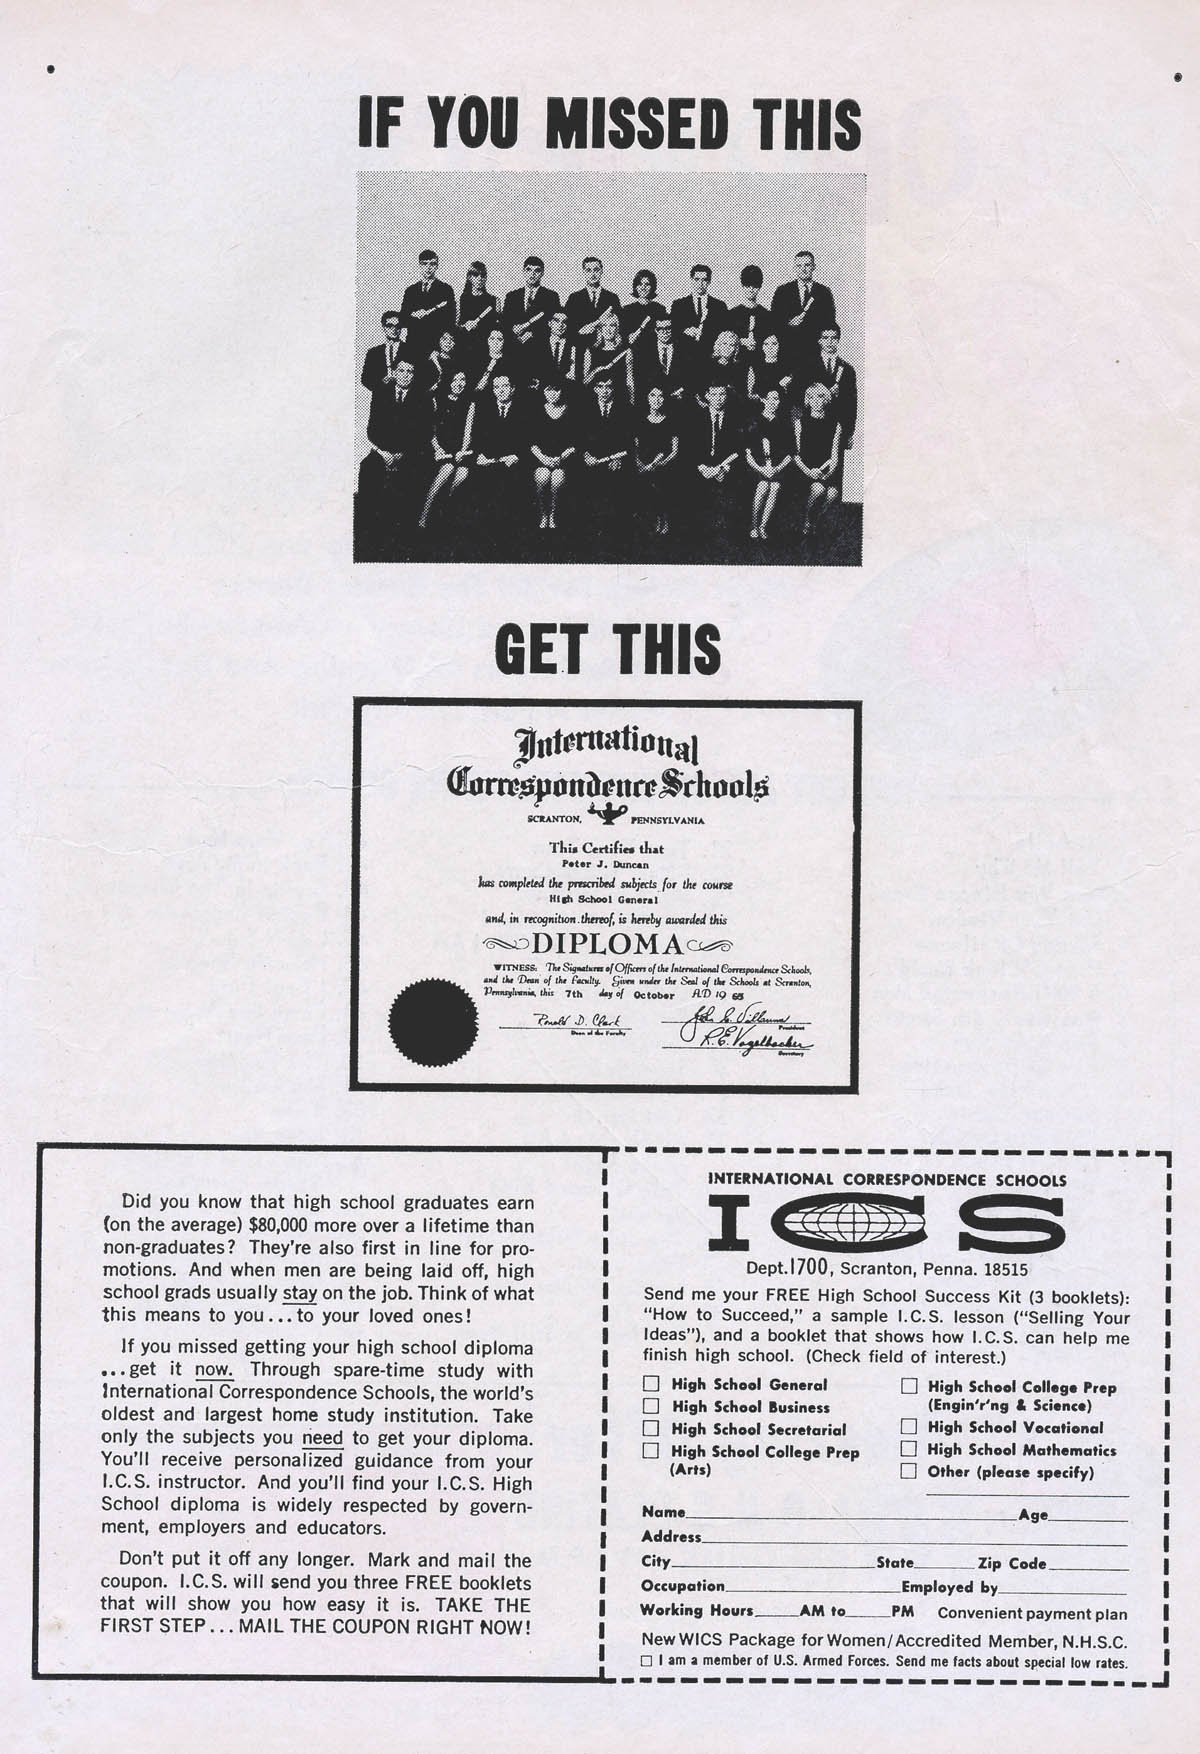 IF YOU MISSED THIS
GET THIS
International
Correspondence Schools
SCRANTON, PENNSYLVANIA
This Certifies that
Peter J. Duncan
has completed the prescribed subjects for the course
High School General
and, in recognition thereof, is hereby awarded this
DIPLOMA
WITNESS: The Signatures of Officers of the International Correspondence Schools,
and the Dean of the Faculty. Given under the Seal of the Schools at Scranton,
Pennsylvania, this 7th day of October A.D 19 65
Ronald D. Clark
Dean of the Faculty
President
R.E. Vogelbacker
Secretary
Did you know that high school graduates earn
(on the average) $80,000 more over a lifetime than
non-graduates? They're also first in line for pro-
motions. And when men are being laid off, high
school grads usually stay on the job. Think of what
this means to you...to your loved ones!
If you missed getting your high school diploma
...get it now. Through spare-time study with
International Correspondence Schools, the world's
oldest and largest home study institution. Take
only the subjects you need to get your diploma.
You'll receive personalized guidance from your
I.C.S. instructor. And you'll find your I.C.S. High
School diploma is widely respected by govern-
ment, employers and educators.
Don't put it off any longer. Mark and mail the
coupon. I.C.S. will send you three FREE booklets
that will show you how easy it is. TAKE THE
FIRST STEP...MAIL THE COUPON RIGHT NOW!
INTERNATIONAL CORRESPONDENCE SCHOOLS
ICS
Dept.1700, Scranton, Penna. 18515
Send me your FREE High School Success Kit (3 booklets):
"How to Succeed," a sample I.C.S. lesson ("Selling Your
Ideas"), and a booklet that shows how I.C.S. can help me
finish high school. (Check field of interest.)
High School General
High School Business
High School Secretarial
High School College Prep
(Arts)
High School College Prep
(Engin'r'ng & Science)
High School Vocational
High School Mathematics
Other (please specify)
Name Age
Address
City State Zip Code
Occupation Employed by
Working Hours AM to PM Convenient payment plan
New WICS Package for Women/Accredited Member, N.H.S.C.
I am a member of U.S. Armed Forces. Send me facts about special low rates.